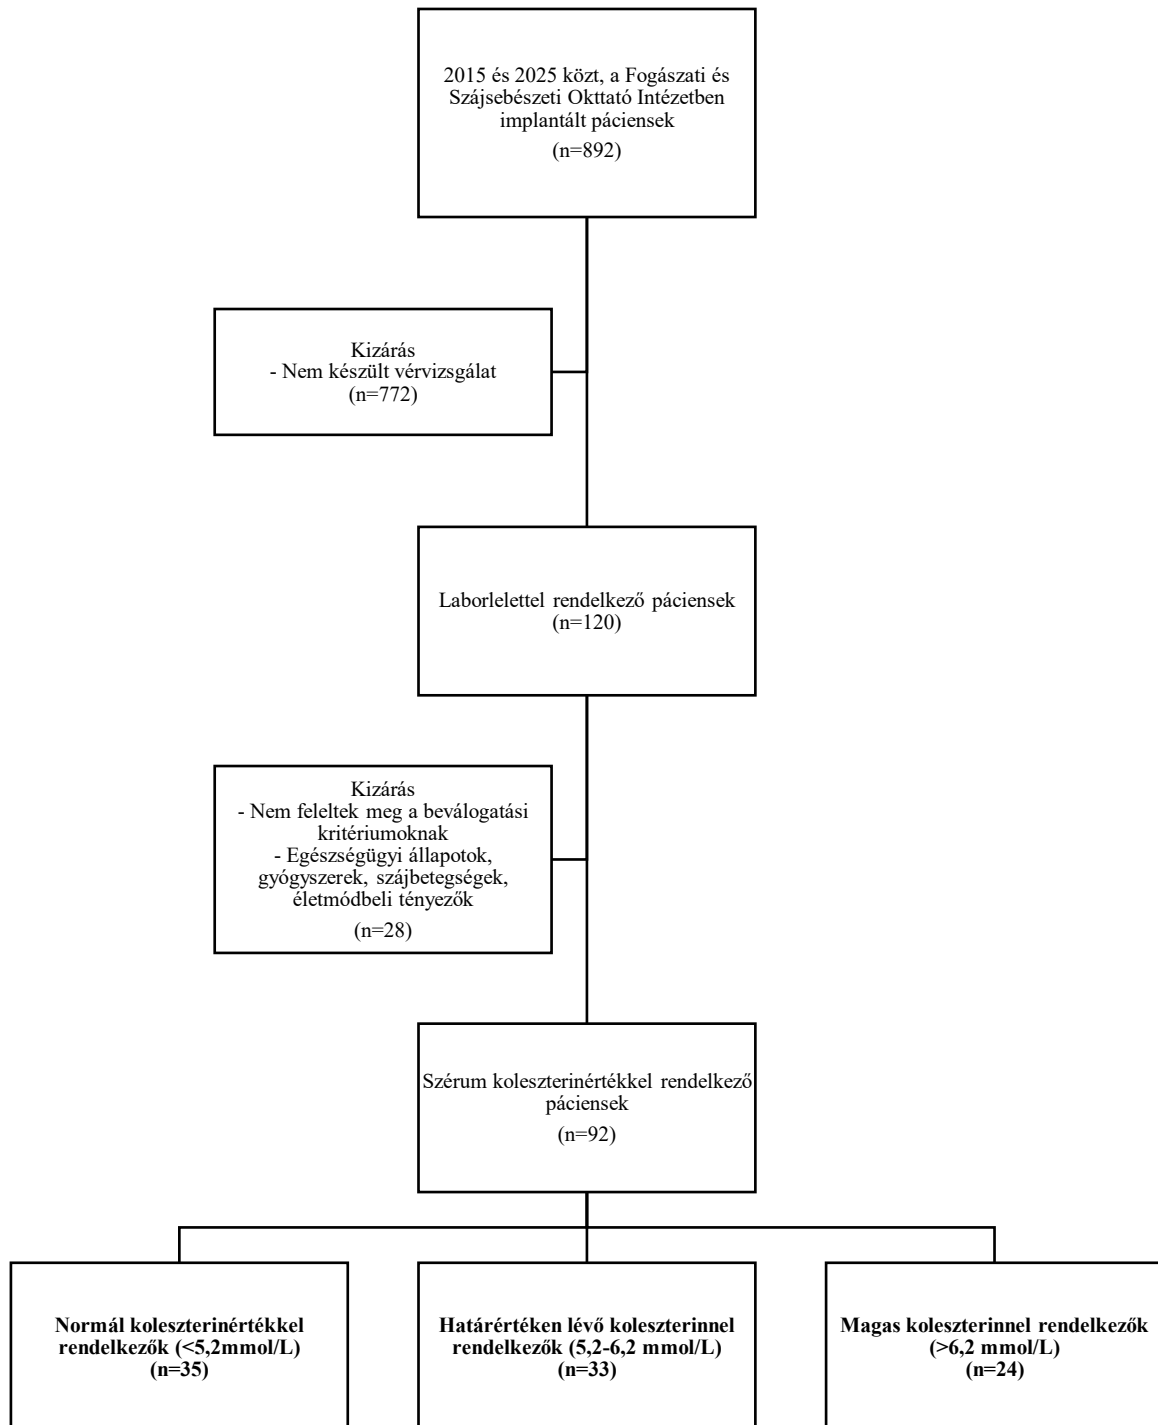 2015 és 2025 közt, a Fogászati és
Szájsebészeti Okttató Intézetben
implantált páciensek
(n=892)
Kizárás
- Nem készült vérvizsgálat
(n=772)
Laborlelettel rendelkező páciensek
(n=120)
Kizárás
- Nem feleltek meg a beválogatási
kritériumoknak
- Egészségügyi állapotok,
gyógyszerek, szájbetegségek,
életmódbeli tényezők
(n=28)
Szérum koleszterinértékkel rendelkező
páciensek
(n=92)
Normál koleszterinértékkel
rendelkezők (<5,2mmol/L)
(n=35)
Határértéken lévő koleszterinnel
rendelkezők (5,2-6,2 mmol/L)
(n=33)
Magas koleszterinnel rendelkezők
(>6,2 mmol/L)
(n=24)